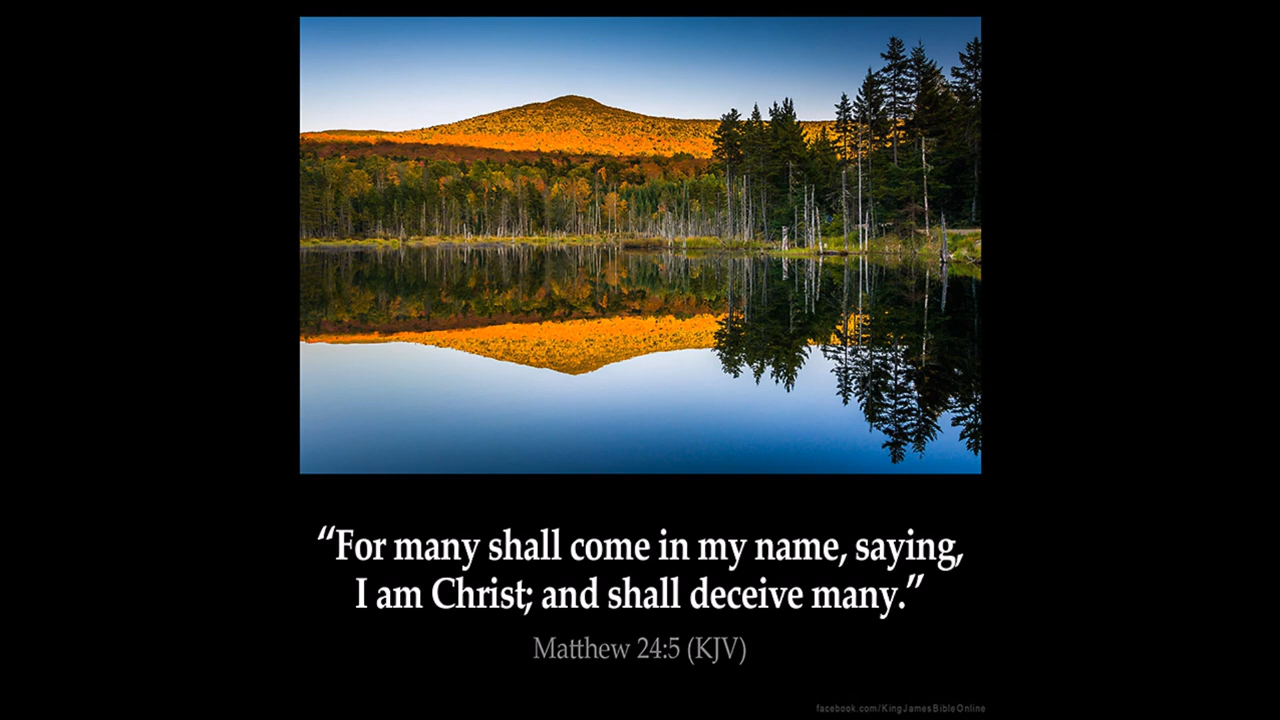 “For many shall come in my name, saying,
I am Christ; and shall deceive many.”
Matthew 24:5 (KJV)
facebook.com/KingJamesBibleOnline